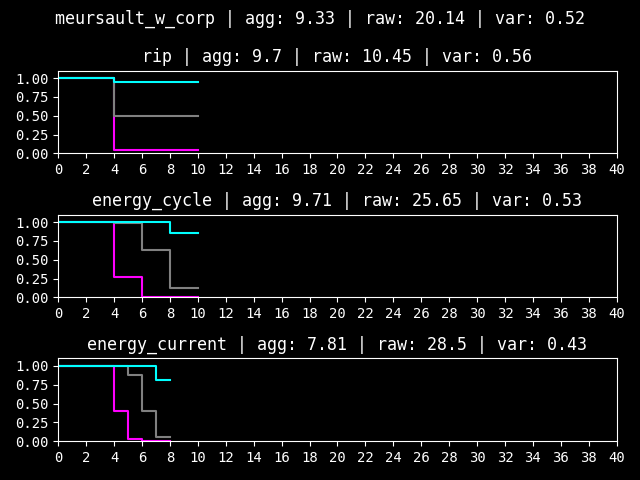 meursault_w_corp | agg: 9.33 | raw: 20.14 | var: 0.52
rip | agg: 9.7 | raw: 10.45 | var: 0.56
1.00
0.75
0.50
0.25
0.00
0 2 4 6 8 10 12 14 16 18 20 22 24 26 28 30 32 34 36 38 40
energy_cycle | agg: 9.71 | raw: 25.65 | var: 0.53
1.00
0.75
0.50
0.25
0.00
0 2 4 6 8 10 12 14 16 18 20 22 24 26 28 30 32 34 36 38 40
energy_current | agg: 7.81 | raw: 28.5 | var: 0.43
1.00
0.75
0.50
0.25
0.00
0 2 4 6 8 10 12 14 16 18 20 22 24 26 28 30 32 34 36 38 40